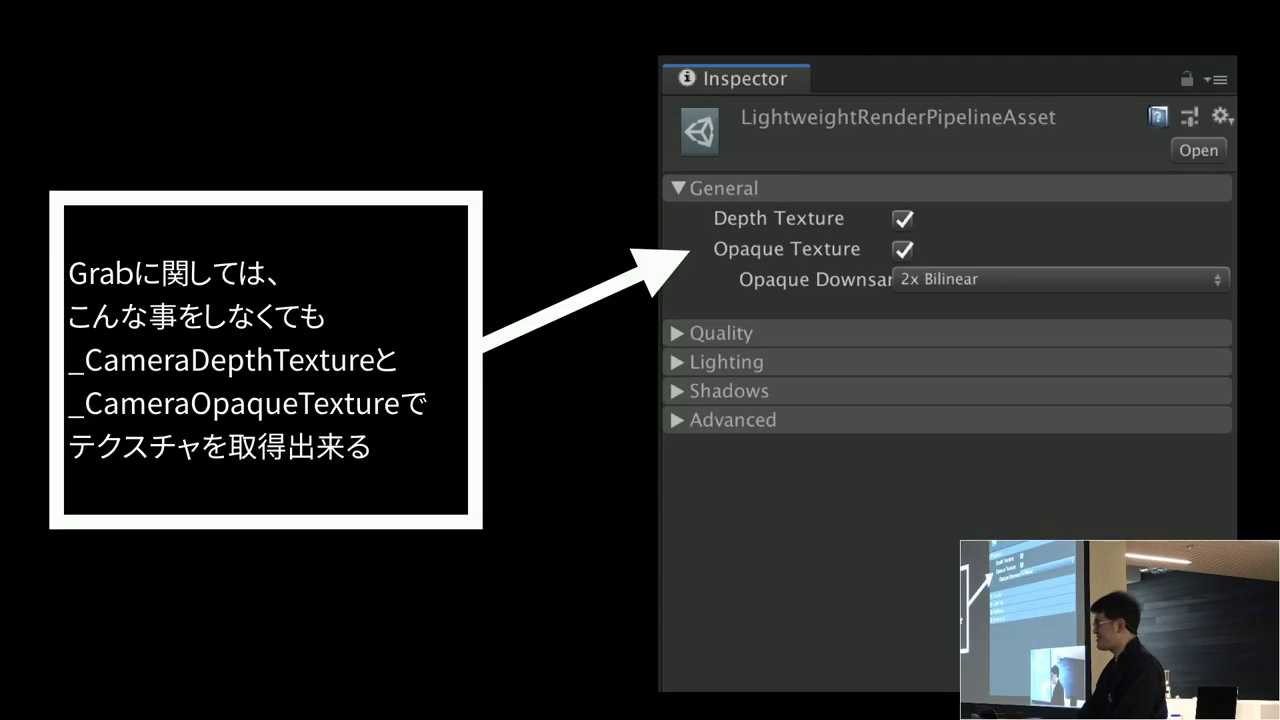 Grabに関しては、
こんな事をしなくても
_CameraDepthTextureと
_CameraOpaqueTextureで
テクスチャを取得出来る
Inspector
LightweightRenderPipelineAsset
Open
General
Depth Texture
Opaque Texture
Opaque Downsar 2x Bilinear
Quality
Lighting
Shadows
Advanced